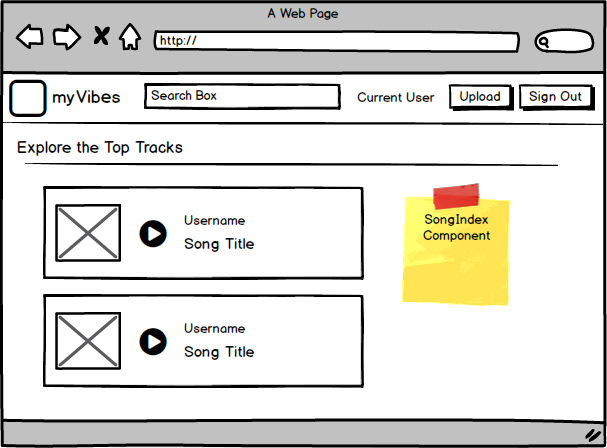 A Web Page
http://
myVibes
Search Box
Current User
Upload
Sign Out
Explore the Top Tracks
Username
Song Title
SongIndex
Component
Username
Song Title